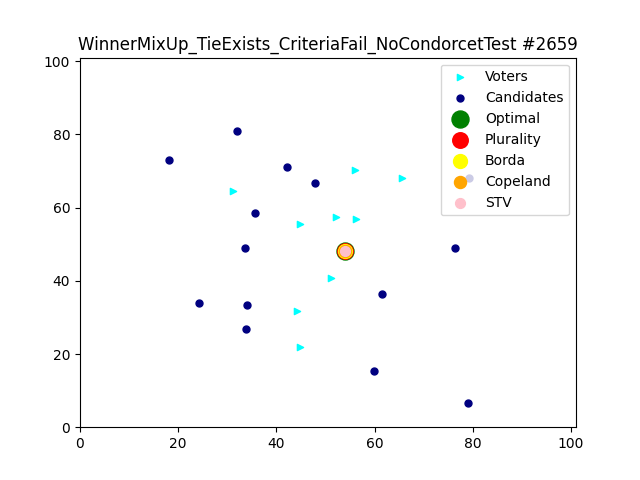 WinnerMixUp_TieExists_CriteriaFail_NoCondorcetTest #2659
100
80
60
40
20
0
0 20 40 60 80 100
Voters
Candidates
Optimal
Plurality
Borda
Copeland
STV